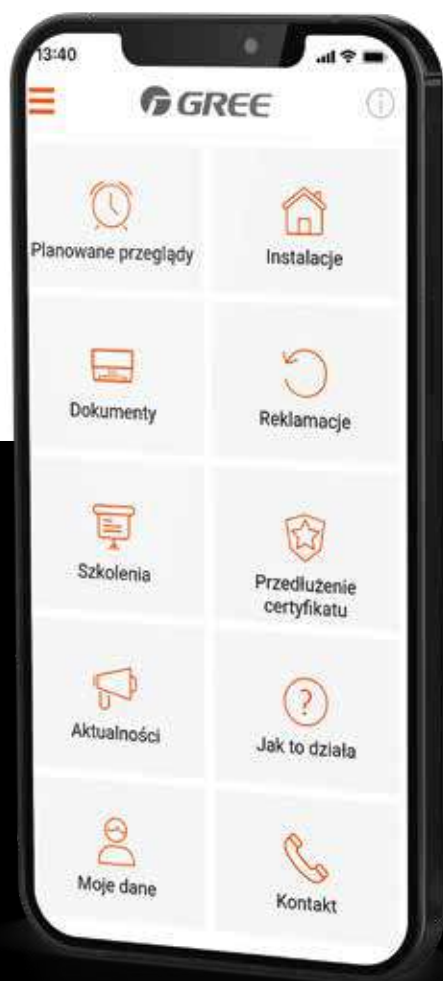 13:40
GREE
Planowane przeglądy
Instalacje
Dokumenty
Reklamacje
Szkolenia
Przedłużenie
certyfikatu
Aktualności
Jak to działa
Moje dane
Kontakt